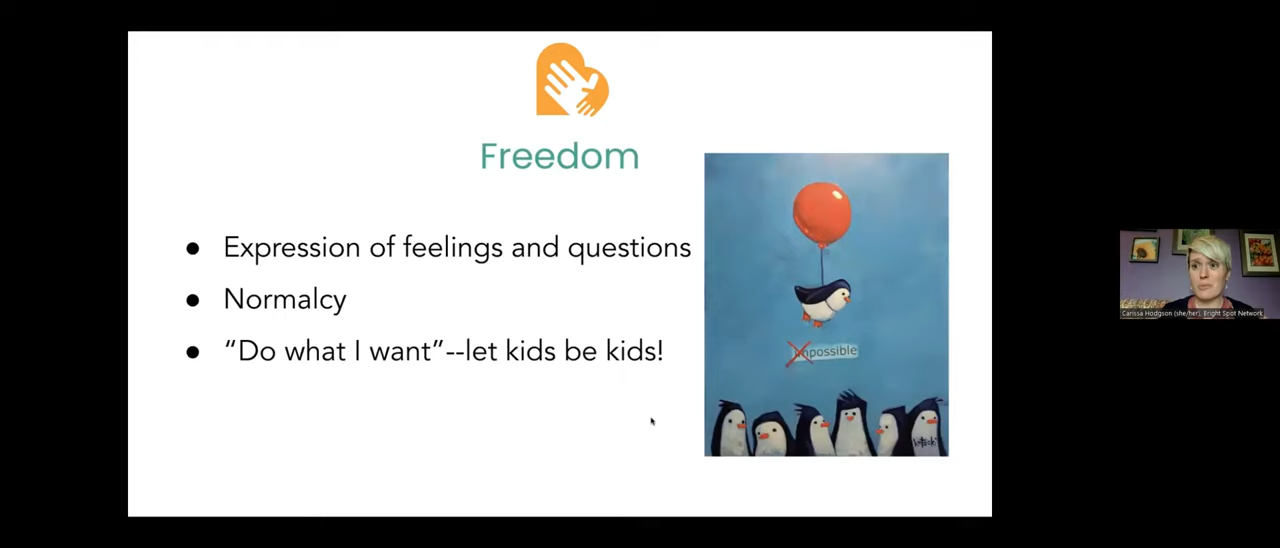 Freedom
● Expression of feelings and questions
● Normalcy
● “Do what I want”--let kids be kids!
impossible
Carissa Hodgson (she/her), Bright Spot Network